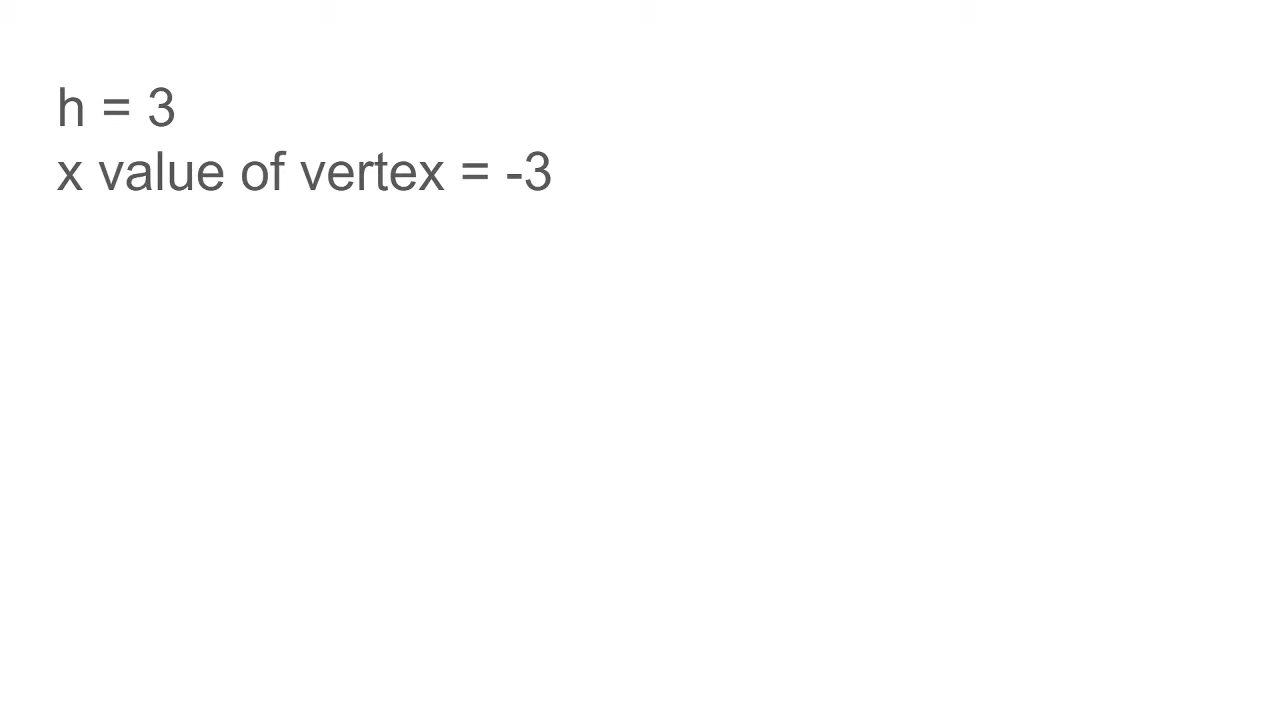 h = 3
x value of vertex = -3